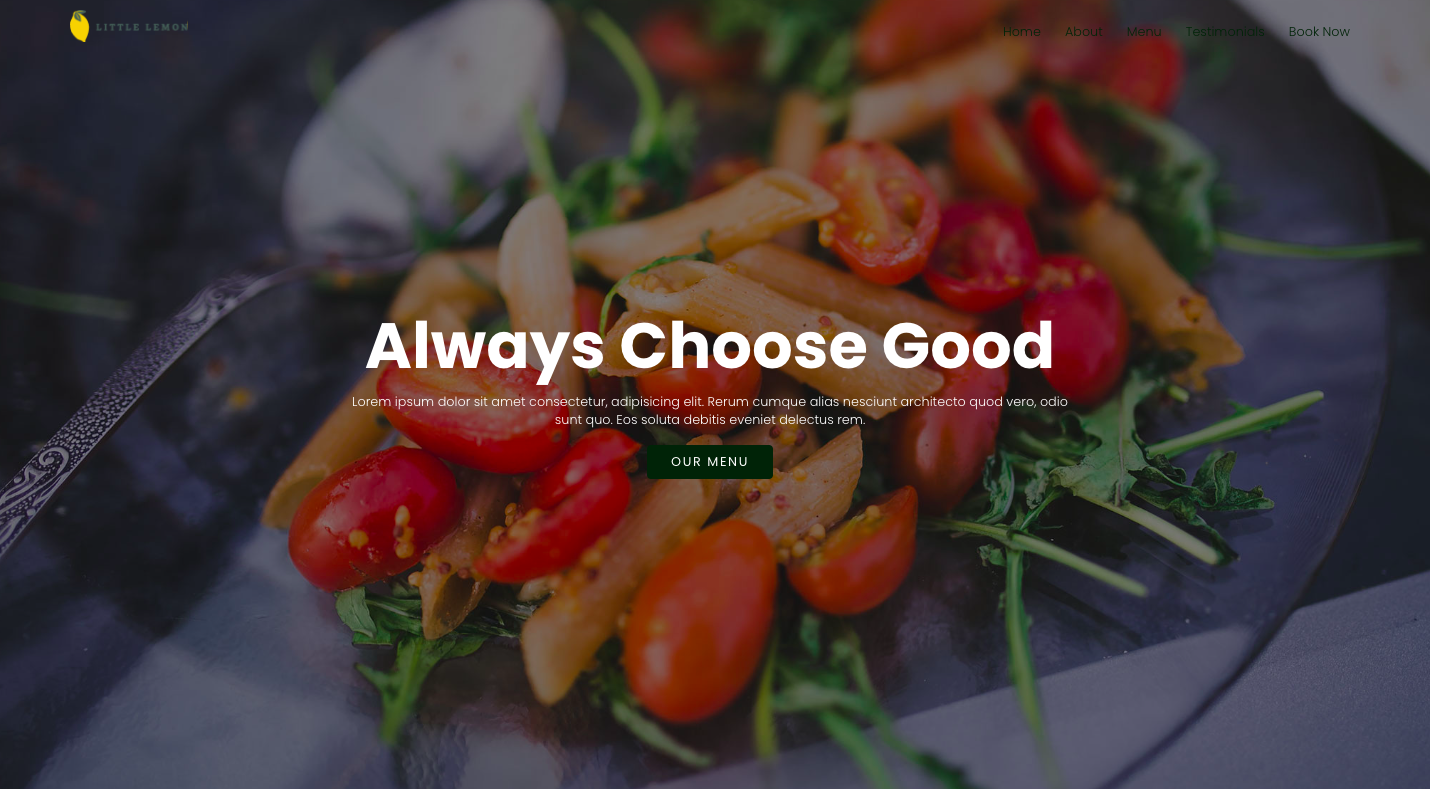 LITTLE LEMON
Home About Menu Testimonials Book Now
Always Choose Good
Lorem ipsum dolor sit amet consectetur, adipisicing elit. Rerum cumque alias nesciunt architecto quod vero, odio
sunt quo. Eos soluta debitis eveniet delectus rem.
OUR MENU